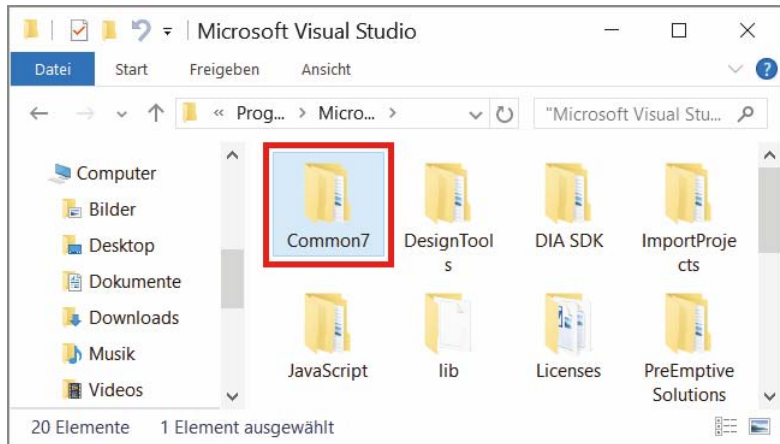 Microsoft Visual Studio
Datei Start Freigeben Ansicht
« Prog... > Micro... > "Microsoft Visual Stu...
Computer
Bilder
Desktop
Dokumente
Downloads
Musik
Videos
Common7 DesignTool
s DIA SDK ImportProje
cts
JavaScript lib Licenses PreEmptive
Solutions
20 Elemente 1 Element ausgewählt